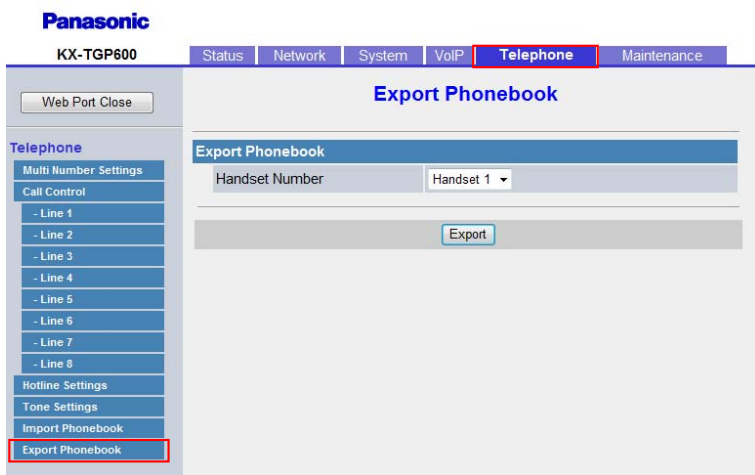 Panasonic
KX-TGP600
Status Network System VoIP Telephone Maintenance
Web Port Close
Export Phonebook
Telephone
Multi Number Settings
Call Control
- Line 1
- Line 2
- Line 3
- Line 4
- Line 5
- Line 6
- Line 7
- Line 8
Hotline Settings
Tone Settings
Import Phonebook
Export Phonebook
Export Phonebook
Handset Number Handset 1
Export